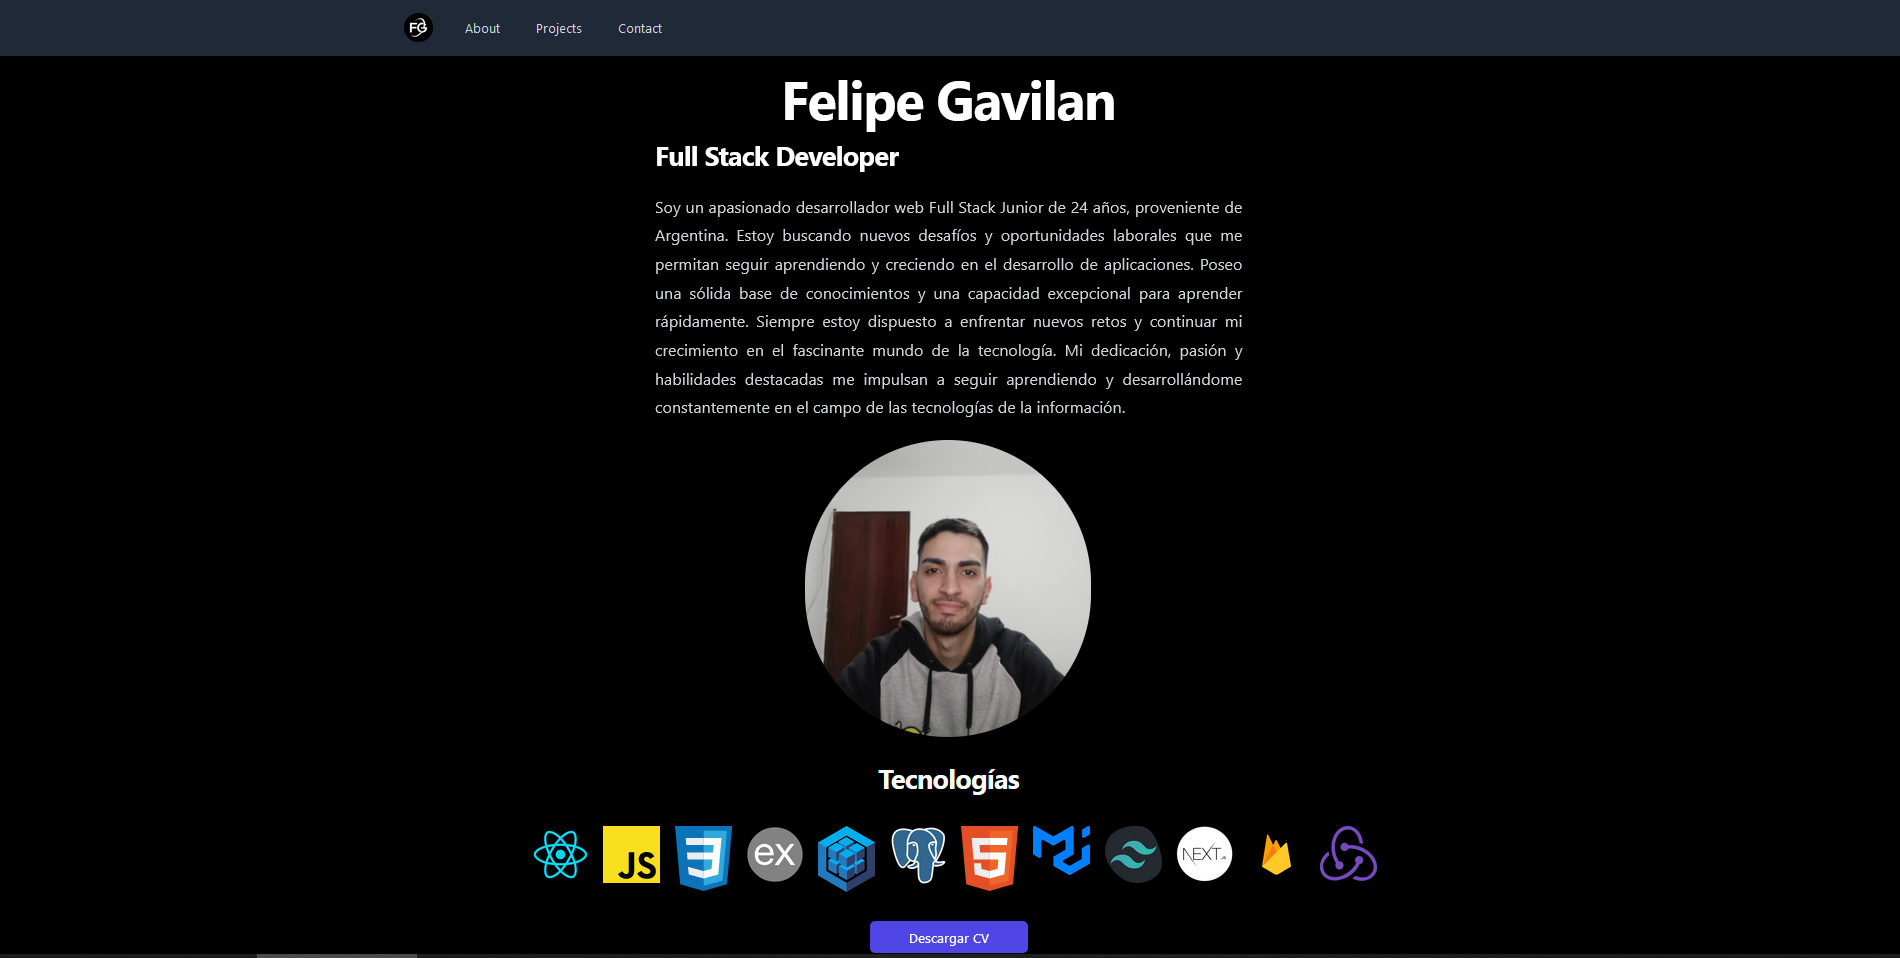 FG About Projects Contact
Felipe Gavilan
Full Stack Developer
Soy un apasionado desarrollador web Full Stack Junior de 24 años, proveniente de
Argentina. Estoy buscando nuevos desafíos y oportunidades laborales que me
permitan seguir aprendiendo y creciendo en el desarrollo de aplicaciones. Poseo
una sólida base de conocimientos y una capacidad excepcional para aprender
rápidamente. Siempre estoy dispuesto a enfrentar nuevos retos y continuar mi
crecimiento en el fascinante mundo de la tecnología. Mi dedicación, pasión y
habilidades destacadas me impulsan a seguir aprendiendo y desarrollándome
constantemente en el campo de las tecnologías de la información.
Tecnologías
JS 3 ex 5 NEXT.js
Descargar CV